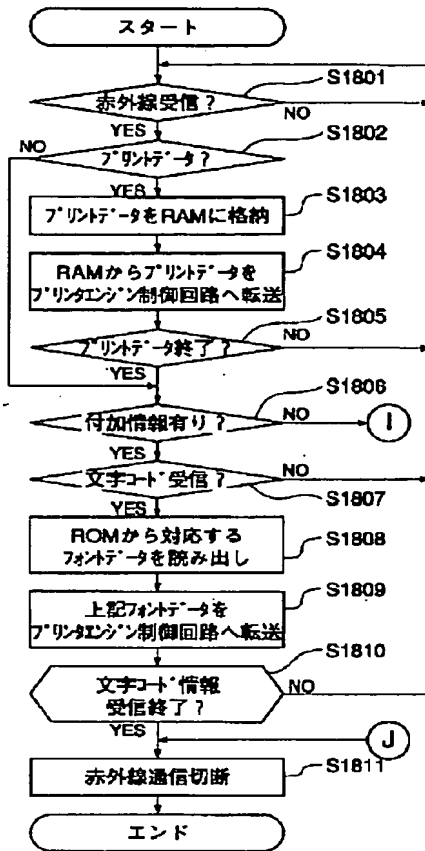 スタート
S1801
赤外線受信?
NO
YES
S1802
NO
プリントデータ?
YES
S1803
プリントデータをRAMに格納
S1804
RAMからプリントデータを
プリンタエンジン制御回路へ転送
S1805
プリントデータ終了?
NO
YES
S1806
付加情報有り?
NO
I
YES
文字コード受信?
NO
S1807
YES
S1808
ROMから対応する
フォントデータを読み出し
S1809
上記フォントデータを
プリンタエンジン制御回路へ転送
S1810
文字コード情報
受信終了?
NO
YES
J
S1811
赤外線通信切断
エンド